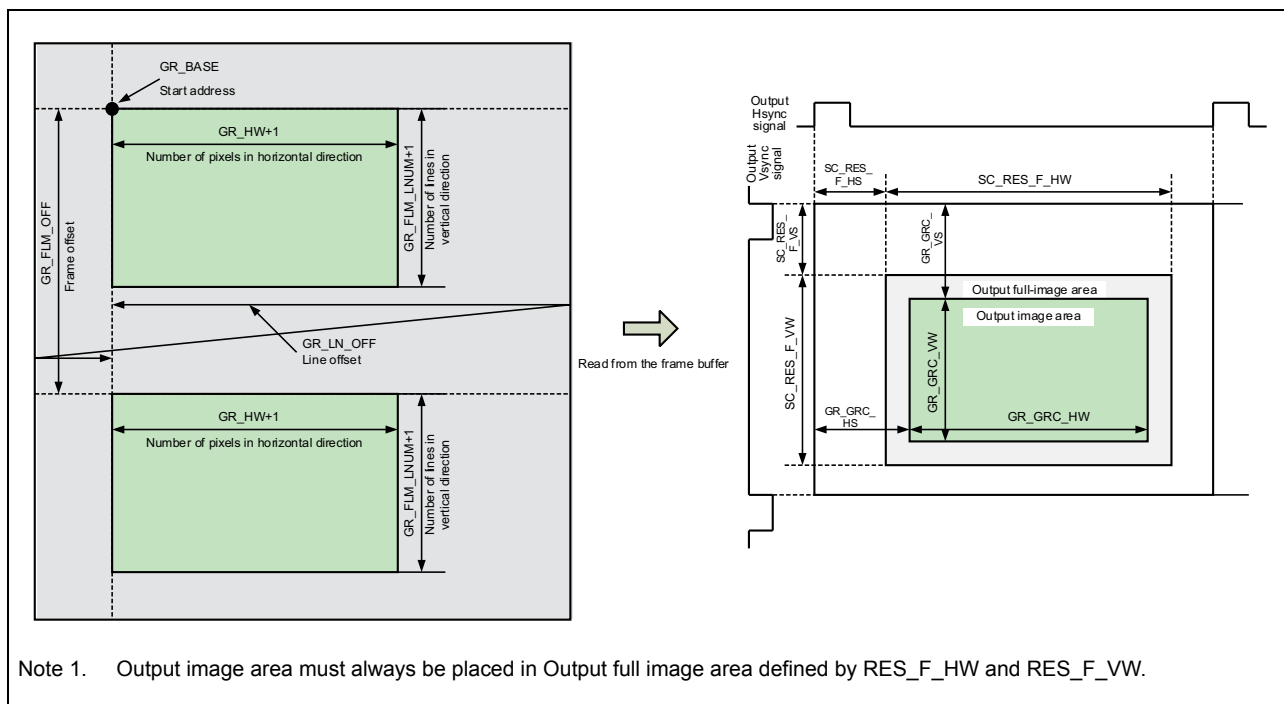 GR_BASE
Start address
GR_HW+1
Number of pixels in horizontal direction
GR_FLM_LNUM+1
Number of lines in
vertical direction
GR_FLM_OFF
Frame offset
GR_LN_OFF
Line offset
GR_HW+1
Number of pixels in horizontal direction
GR_FLM_LNUM+1
Number of lines in
vertical direction
Read from the frame buffer
Output
Hsync
signal
Output
Vsync
signal
SC_RES_
F_HS
SC_RES_F_HW
SC_RES_
F_VS
GR_GRC_
VS
Output full-image area
Output image area
SC_RES_F_VW
GR_GRC_VW
GR_GRC_
HS
GR_GRC_HW
Note 1. Output image area must always be placed in Output full image area defined by RES_F_HW and RES_F_VW.